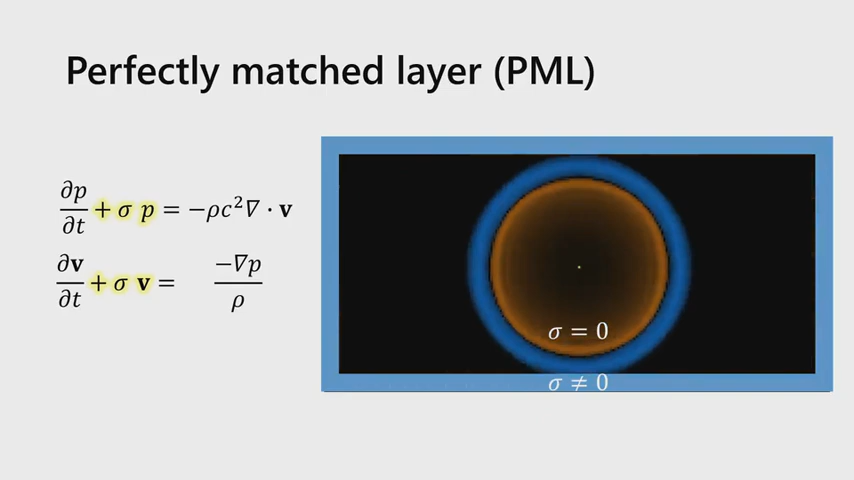 Perfectly matched layer (PML)
∂p/∂t + σ p = −ρc²∇ · v
∂v/∂t + σ v = −∇p/ρ
σ = 0
σ ≠ 0